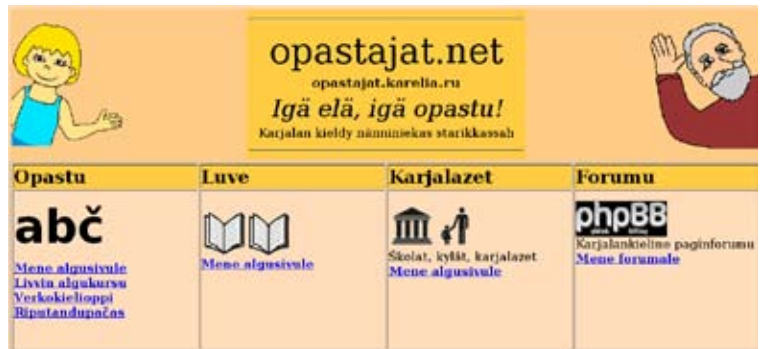 opastajat.net
opastajat.karelia.ru
Igä elä, igä opastu!
Karjalan kieldy nänniniekas starikkassah
Opastu
abč
Mene algusivule
Livvin algukursu
Verkokielioppi
Riputandupačas
Luve
Mene algusivule
Karjalazet
Školat, kylät, karjalazet
Mene algusivule
Forumu
phpBB
Karjalankieline paginforumu
Mene forumale